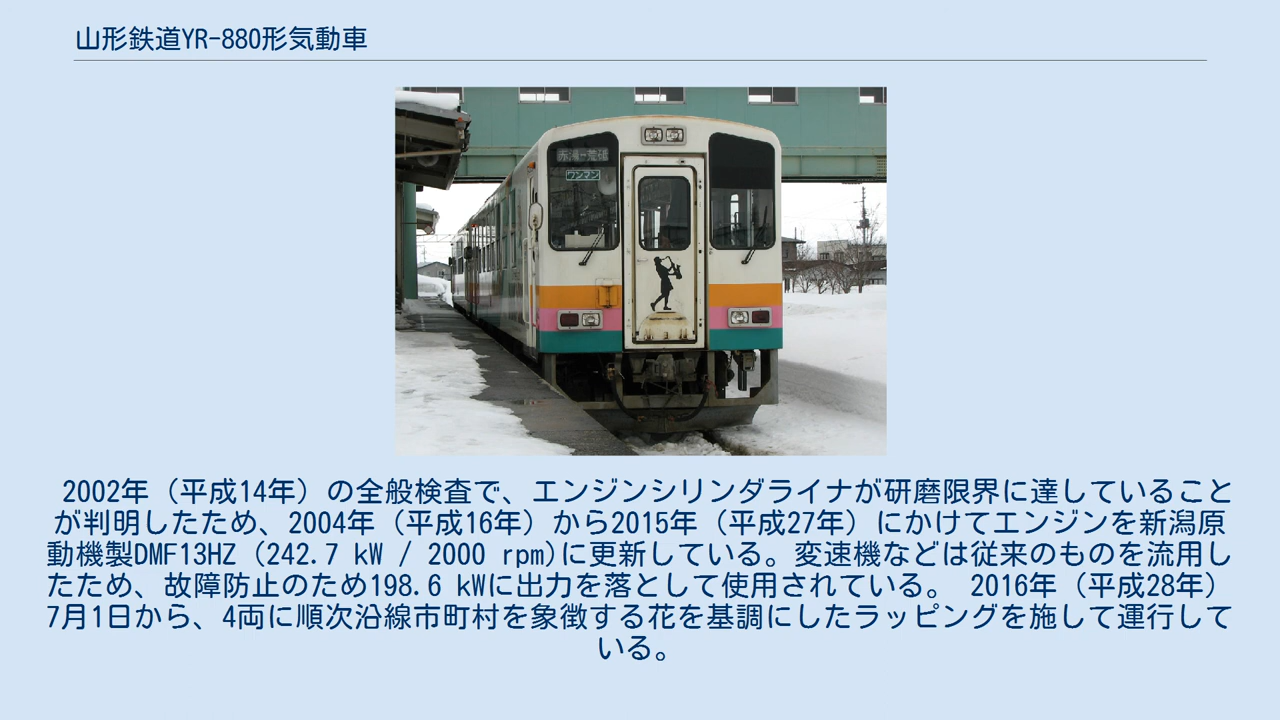 山形鉄道YR-880形気動車
赤湯−荒砥
ワンマン
2002年（平成14年）の全般検査で、エンジンシリンダライナが研磨限界に達していること
が判明したため、2004年（平成16年）から2015年（平成27年）にかけてエンジンを新潟原
動機製DMF13HZ (242.7 kW / 2000 rpm)に更新している。変速機などは従来のものを流用し
たため、故障防止のため198.6 kWに出力を落として使用されている。 2016年（平成28年）
7月1日から、4両に順次沿線市町村を象徴する花を基調にしたラッピングを施して運行して
いる。